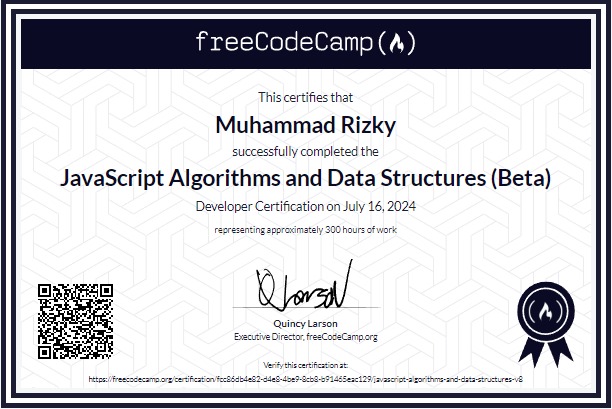 freeCodeCamp(🔥)
This certifies that
Muhammad Rizky
successfully completed the
JavaScript Algorithms and Data Structures (Beta)
Developer Certification on July 16, 2024
representing approximately 300 hours of work
Q Larson
Quincy Larson
Executive Director, freeCodeCamp.org
Verify this certification at:
https://freecodecamp.org/certification/fcc86db4e82-d4e8-4be9-8cb8-b91465eac129/javascript-algorithms-and-data-structures-v8